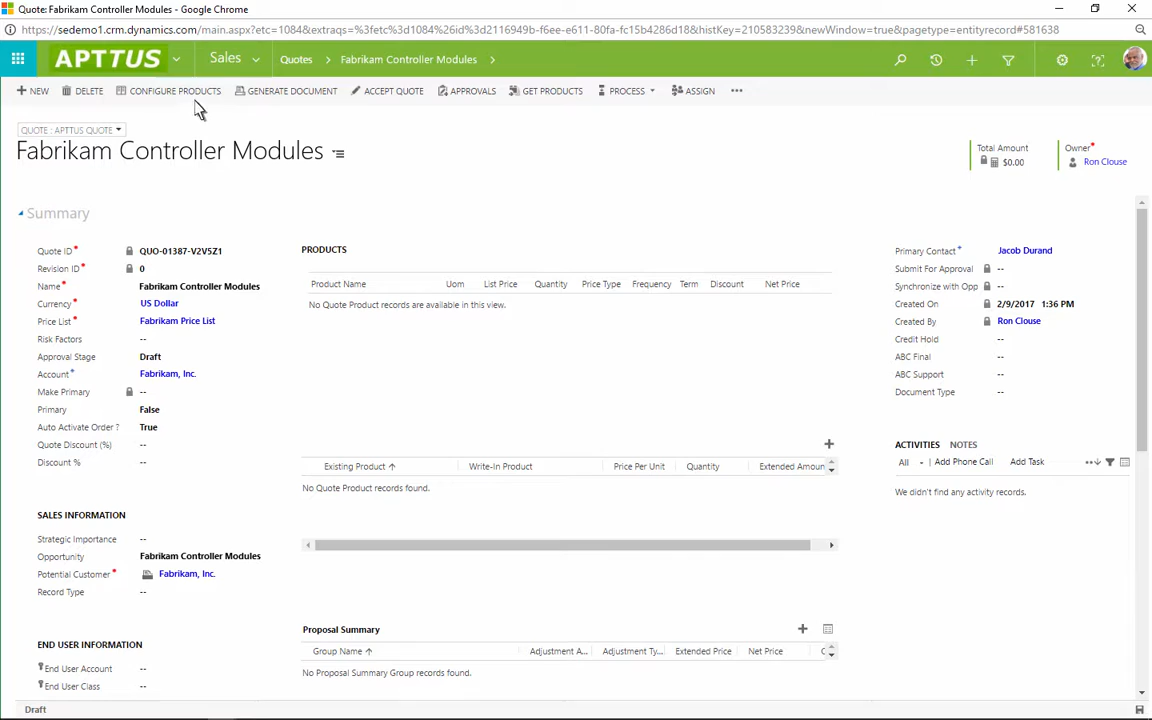 Quote: Fabrikam Controller Modules - Google Chrome
https://sedemo1.crm.dynamics.com/main.aspx?etc=1084&extraqs=%3fetc%3d1084%26id%3d2116949b-f6ee-e611-80fa-fc15b4286d18&histKey=210583239&newWindow=true&pagetype=entityrecord#581638
APTTUS Sales Quotes Fabrikam Controller Modules
NEW DELETE CONFIGURE PRODUCTS GENERATE DOCUMENT ACCEPT QUOTE APPROVALS GET PRODUCTS PROCESS ASSIGN
QUOTE : APTTUS QUOTE
Fabrikam Controller Modules
Total Amount
$0.00
Owner*
Ron Clouse
Summary
Quote ID* QUO-01387-V2V5Z1
Revision ID* 0
Name* Fabrikam Controller Modules
Currency* US Dollar
Price List* Fabrikam Price List
Risk Factors --
Approval Stage Draft
Account* Fabrikam, Inc.
Make Primary --
Primary False
Auto Activate Order ? True
Quote Discount (%) --
Discount % --
SALES INFORMATION
Strategic Importance --
Opportunity Fabrikam Controller Modules
Potential Customer* Fabrikam, Inc.
Record Type --
END USER INFORMATION
End User Account --
End User Class --
PRODUCTS
Product Name Uom List Price Quantity Price Type Frequency Term Discount Net Price
No Quote Product records are available in this view.
Existing Product Write-In Product Price Per Unit Quantity Extended Amoun
No Quote Product records found.
Proposal Summary
Group Name Adjustment A... Adjustment Ty... Extended Price Net Price
No Proposal Summary Group records found.
Primary Contact* Jacob Durand
Submit For Approval --
Synchronize with Opp --
Created On 2/9/2017 1:36 PM
Created By Ron Clouse
Credit Hold --
ABC Final --
ABC Support --
Document Type --
ACTIVITIES NOTES
All | Add Phone Call Add Task
We didn't find any activity records.
Draft